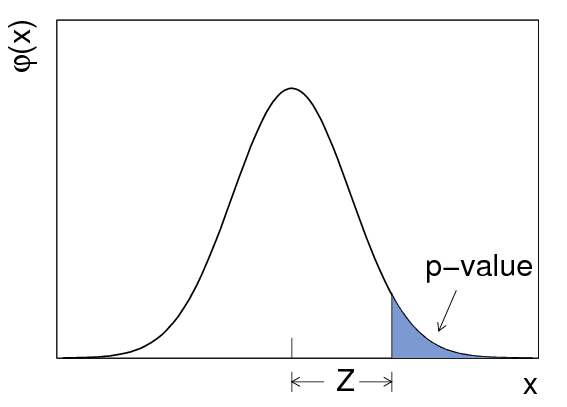 φ(x)
p−value
Z
x